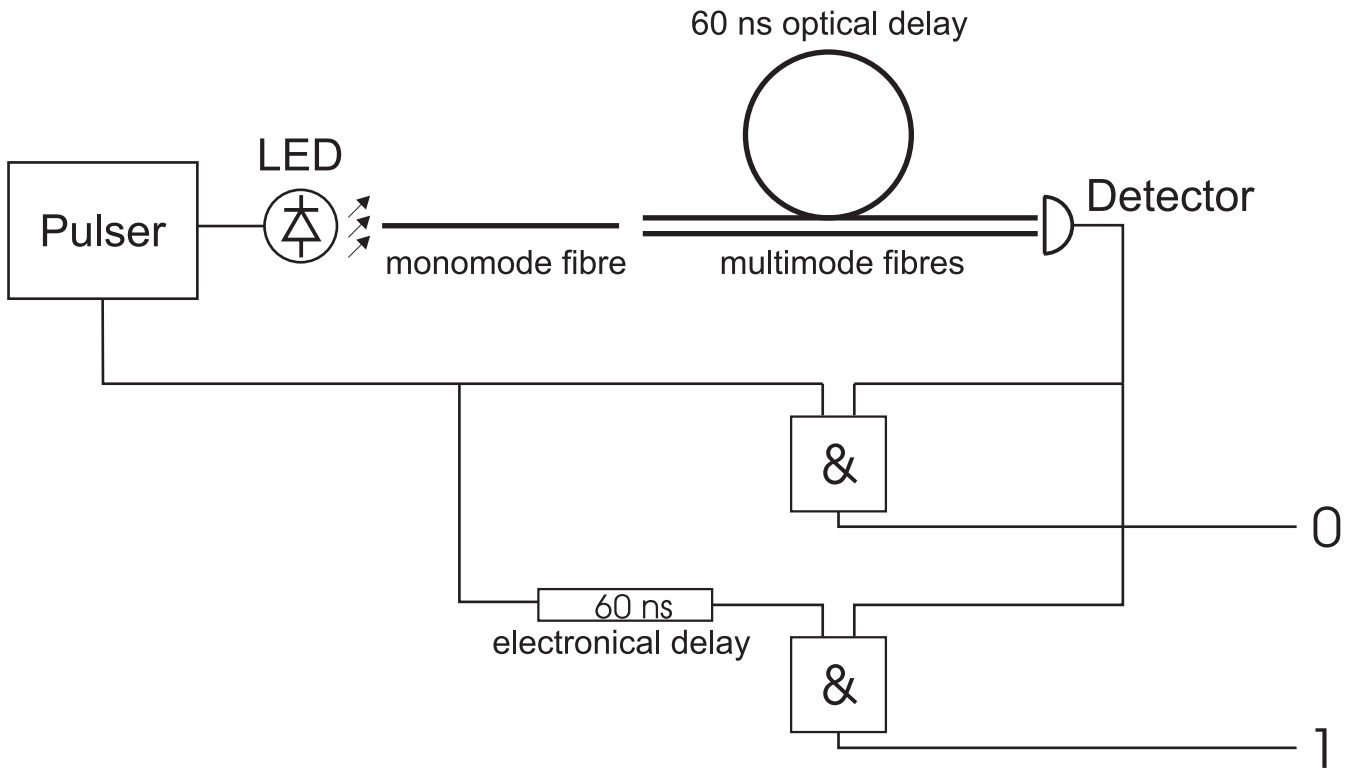 60 ns optical delay
LED
Pulser
Detector
monomode fibre
multimode fibres
&
0
60 ns
electronical delay
&
1